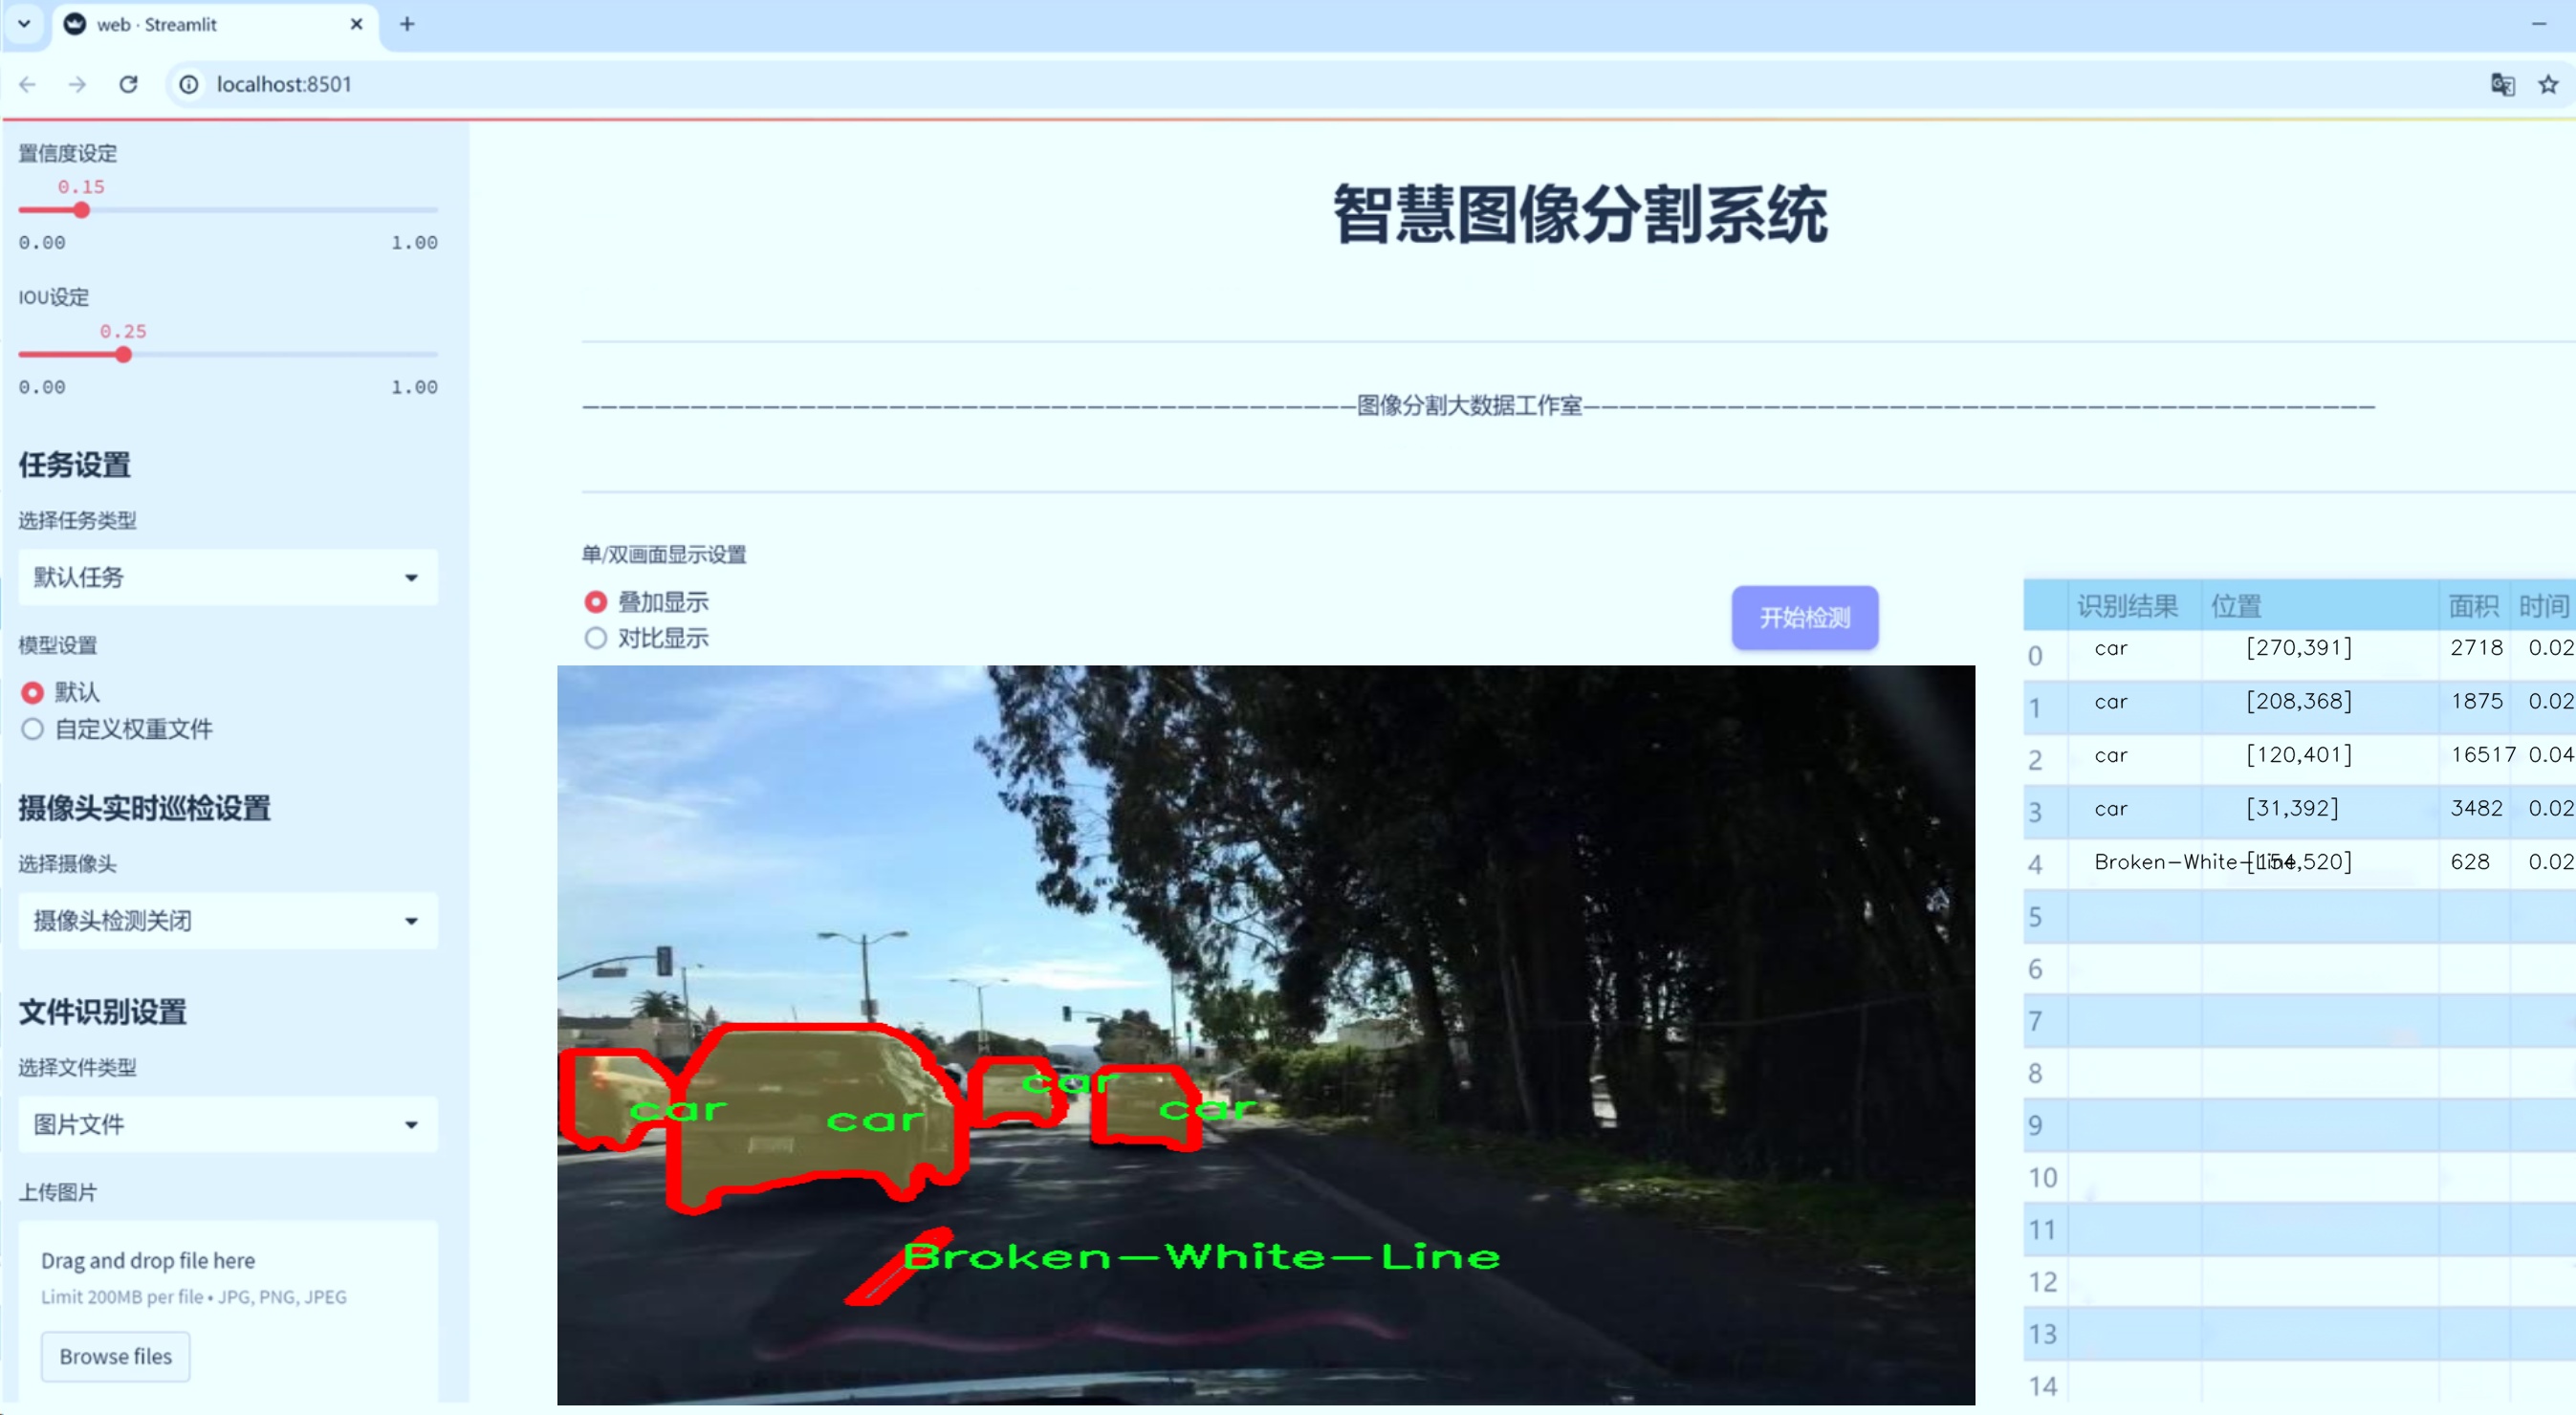 web · Streamlit
localhost:8501
置信度设定
0.15
0.00 1.00
IOU设定
0.25
0.00 1.00
任务设置
选择任务类型
默认任务
模型设置
默认
自定义权重文件
摄像头实时巡检设置
选择摄像头
摄像头检测关闭
文件识别设置
选择文件类型
图片文件
上传图片
Drag and drop file here
Limit 200MB per file • JPG, PNG, JPEG
Browse files
智慧图像分割系统
图像分割大数据工作室
单/双画面显示设置
叠加显示
对比显示
开始检测
car
car
car
car
Broken-White-Line
识别结果 位置 面积 时间
0 car [270,391] 2718 0.02
1 car [208,368] 1875 0.02
2 car [120,401] 16517 0.04
3 car [31,392] 3482 0.02
4 Broken-White-Line [154,520] 628 0.02
5
6
7
8
9
10
11
12
13
14